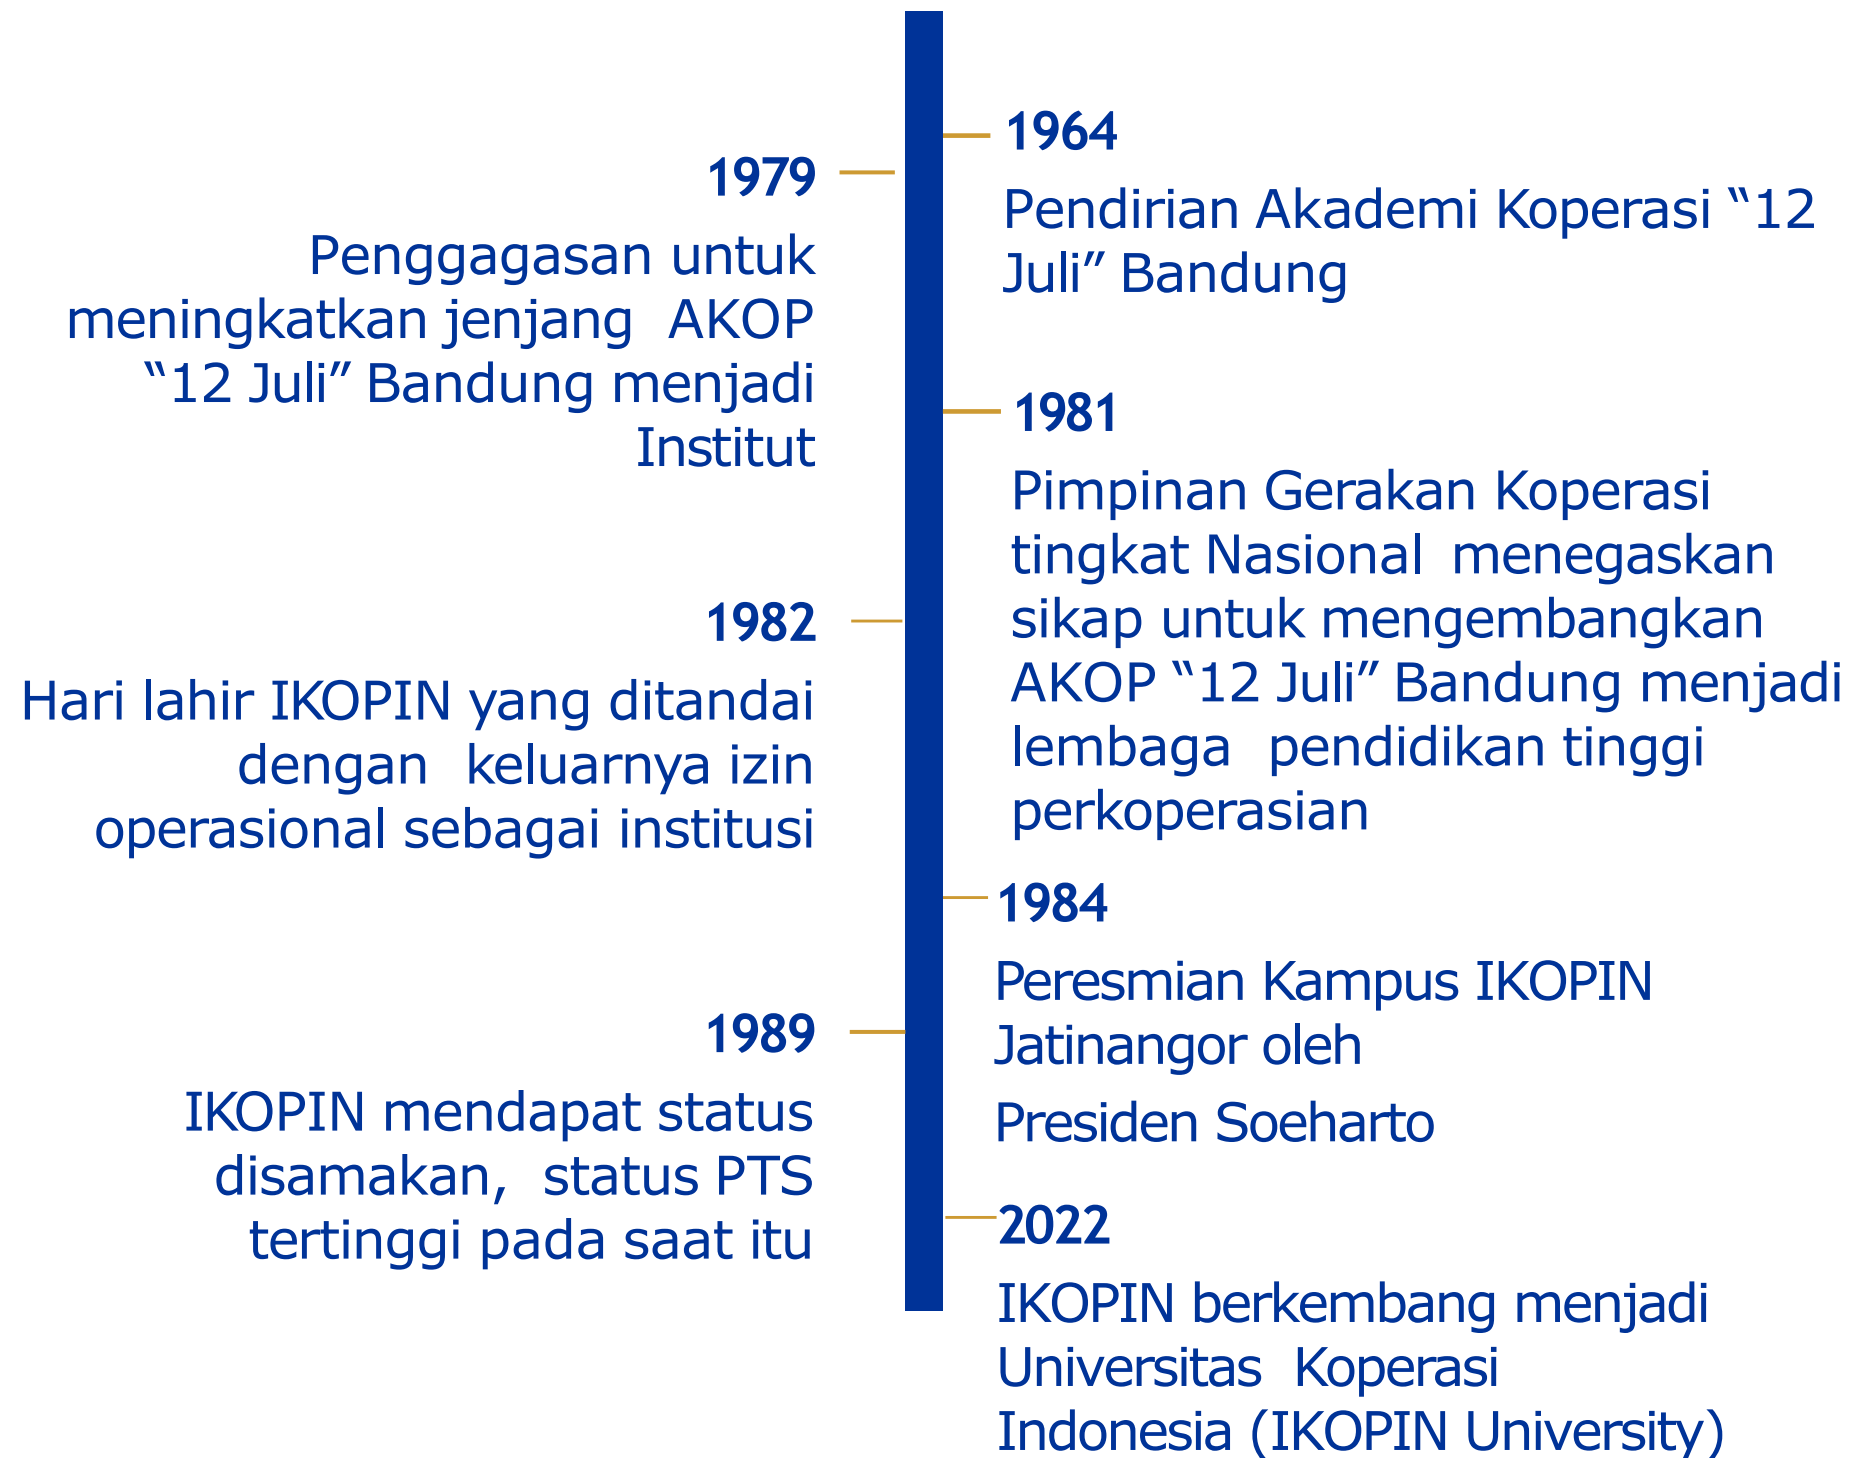 1964
Pendirian Akademi Koperasi “12
Juli” Bandung
1979
Penggagasan untuk
meningkatkan jenjang AKOP
“12 Juli” Bandung menjadi
Institut
1981
Pimpinan Gerakan Koperasi
tingkat Nasional menegaskan
sikap untuk mengembangkan
AKOP “12 Juli” Bandung menjadi
lembaga pendidikan tinggi
perkoperasian
1982
Hari lahir IKOPIN yang ditandai
dengan keluarnya izin
operasional sebagai institusi
1984
Peresmian Kampus IKOPIN
Jatinangor oleh
Presiden Soeharto
1989
IKOPIN mendapat status
disamakan, status PTS
tertinggi pada saat itu
2022
IKOPIN berkembang menjadi
Universitas Koperasi
Indonesia (IKOPIN University)